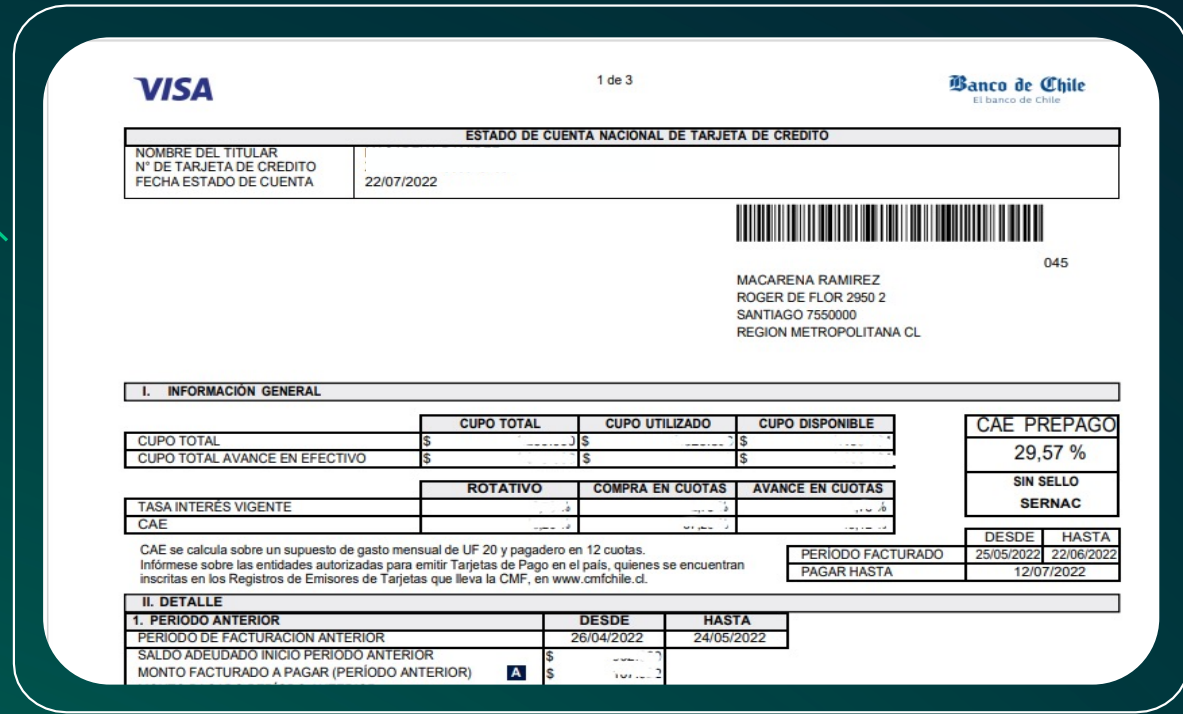 VISA
1 de 3
Banco de Chile
El banco de Chile
ESTADO DE CUENTA NACIONAL DE TARJETA DE CREDITO
NOMBRE DEL TITULAR
N° DE TARJETA DE CREDITO
FECHA ESTADO DE CUENTA 22/07/2022
045
MACARENA RAMIREZ
ROGER DE FLOR 2950 2
SANTIAGO 7550000
REGION METROPOLITANA CL
I. INFORMACIÓN GENERAL
CUPO TOTAL CUPO UTILIZADO CUPO DISPONIBLE
CUPO TOTAL $ $ $
CUPO TOTAL AVANCE EN EFECTIVO $ $ $
CAE PREPAGO
29,57 %
SIN SELLO
SERNAC
ROTATIVO COMPRA EN CUOTAS AVANCE EN CUOTAS
TASA INTERÉS VIGENTE
CAE
CAE se calcula sobre un supuesto de gasto mensual de UF 20 y pagadero en 12 cuotas.
Infórmese sobre las entidades autorizadas para emitir Tarjetas de Pago en el país, quienes se encuentran
inscritas en los Registros de Emisores de Tarjetas que lleva la CMF, en www.cmfchile.cl.
DESDE HASTA
PERÍODO FACTURADO 25/05/2022 22/06/2022
PAGAR HASTA 12/07/2022
II. DETALLE
1. PERIODO ANTERIOR DESDE HASTA
PERIODO DE FACTURACIÓN ANTERIOR 26/04/2022 24/05/2022
SALDO ADEUDADO INICIO PERIODO ANTERIOR $
MONTO FACTURADO A PAGAR (PERÍODO ANTERIOR) A $